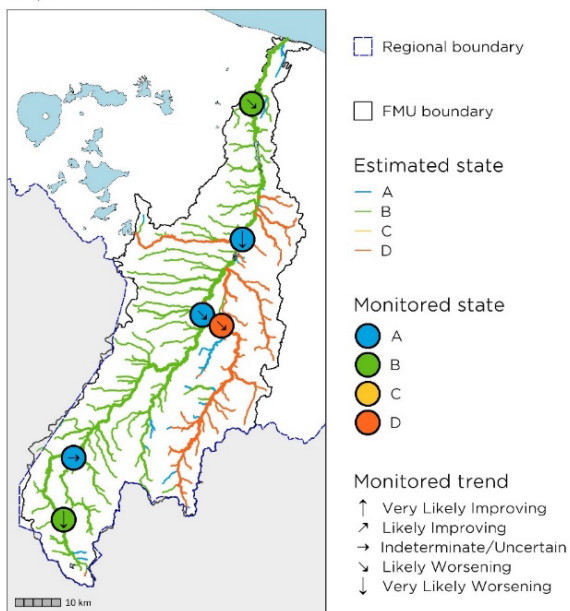 Regional boundary
FMU boundary
Estimated state
A
B
C
D
Monitored state
A
B
C
D
Monitored trend
↑ Very Likely Improving
↗ Likely Improving
→ Indeterminate/Uncertain
↘ Likely Worsening
↓ Very Likely Worsening
10 km